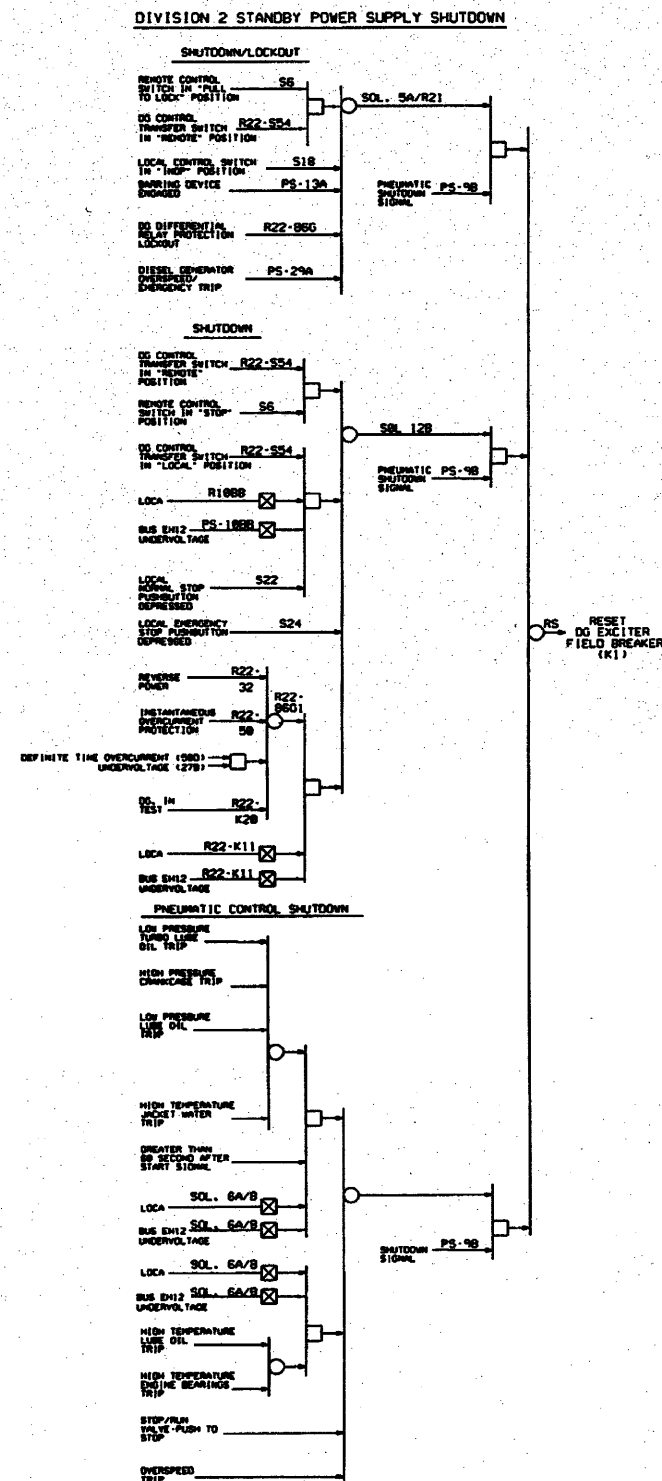 DIVISION 2 STANDBY POWER SUPPLY SHUTDOWN
SHUTDOWN/LOCKOUT
REMOTE CONTROL
SWITCH IN "PULL
TO LOCK" POSITION
S6
DG CONTROL
TRANSFER SWITCH
IN "REMOTE" POSITION
R22-S54
SOL. 5A/R21
LOCAL CONTROL SWITCH
IN "INOP" POSITION
S18
BARRING DEVICE
ENGAGED
PS-13A
PNEUMATIC
SHUTDOWN
SIGNAL
PS-9B
DG DIFFERENTIAL
RELAY PROTECTION
LOCKOUT
R22-86G
DIESEL GENERATOR
OVERSPEED/
EMERGENCY TRIP
PS-29A
SHUTDOWN
DG CONTROL
TRANSFER SWITCH
IN "REMOTE"
POSITION
R22-S54
REMOTE CONTROL
SWITCH IN "STOP"
POSITION
S6
SOL 12B
DG CONTROL
TRANSFER SWITCH
IN "LOCAL" POSITION
R22-S54
PNEUMATIC
SHUTDOWN
SIGNAL
PS-9B
LOCA
R10BB
BUS EH12
UNDERVOLTAGE
PS-10BB
LOCAL
NORMAL STOP
PUSHBUTTON
DEPRESSED
S22
LOCAL EMERGENCY
STOP PUSHBUTTON
DEPRESSED
S24
RS
RESET
DG EXCITER
FIELD BREAKER
(K1)
REVERSE
POWER
R22-
32
INSTANTANEOUS
OVERCURRENT
PROTECTION
R22-
50
R22-
86G1
DEFINITE TIME OVERCURRENT (50D)
UNDERVOLTAGE (27B)
DG. IN
TEST
R22-
K20
LOCA
R22-K11
BUS EH12
UNDERVOLTAGE
R22-K11
PNEUMATIC CONTROL SHUTDOWN
LOW PRESSURE
TURBO LUBE
OIL TRIP
HIGH PRESSURE
CRANKCASE TRIP
LOW PRESSURE
LUBE OIL
TRIP
HIGH TEMPERATURE
JACKET WATER
TRIP
GREATER THAN
60 SECOND AFTER
START SIGNAL
LOCA
SOL. 6A/B
BUS EH12
UNDERVOLTAGE
SOL. 6A/B
SHUTDOWN
SIGNAL
PS-9B
LOCA
SOL. 6A/B
BUS EH12
UNDERVOLTAGE
SOL. 6A/B
HIGH TEMPERATURE
LUBE OIL
TRIP
HIGH TEMPERATURE
ENGINE BEARINGS
TRIP
STOP/RUN
VALVE-PUSH TO
STOP
OVERSPEED
TRIP